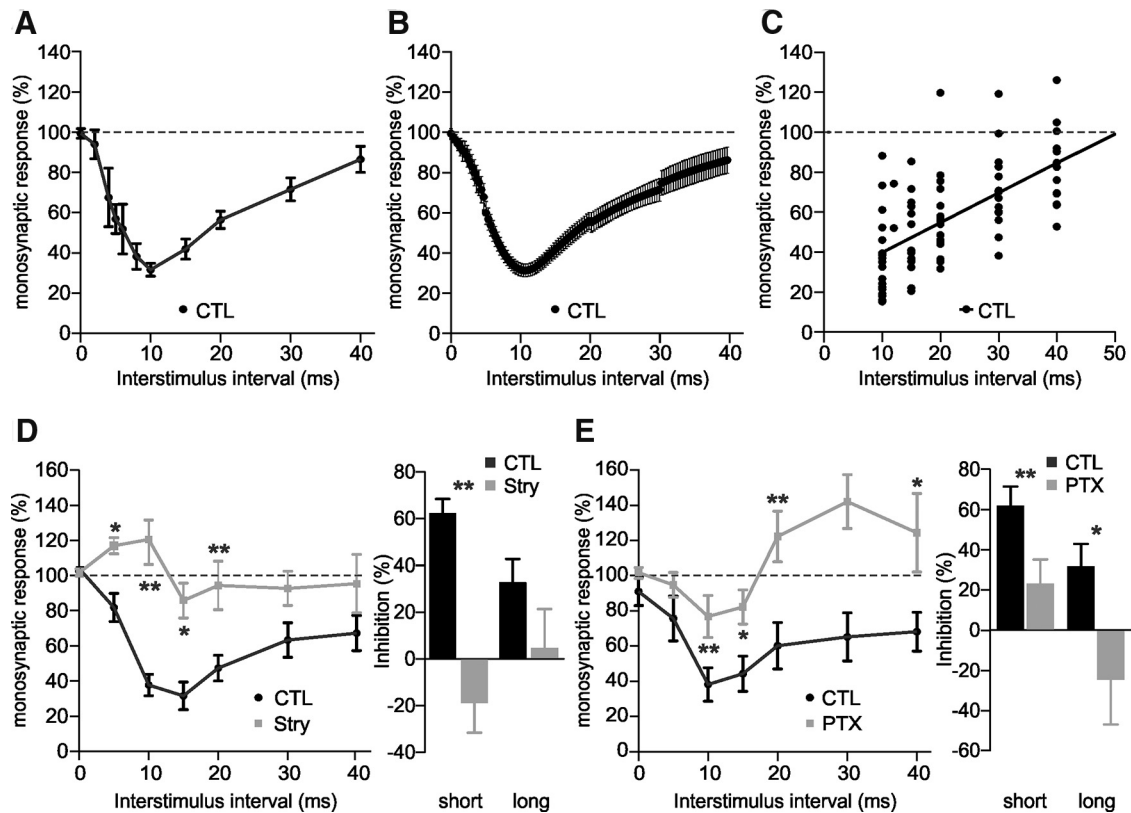 A
monosynaptic response (%)
140
120
100
80
60
40
20
0
CTL
0 10 20 30 40
Interstimulus interval (ms)
B
monosynaptic response (%)
140
120
100
80
60
40
20
0
CTL
0 10 20 30 40
Interstimulus interval (ms)
C
monosynaptic response (%)
140
120
100
80
60
40
20
0
CTL
0 10 20 30 40 50
Interstimulus interval (ms)
D
monosynaptic response (%)
160
140
120
100
80
60
40
20
0
*
**
**
*
CTL
Stry
0 10 20 30 40
Interstimulus interval (ms)
Inhibition (%)
80
60
40
20
0
-20
-40
**
CTL
Stry
short long
E
monosynaptic response (%)
160
140
120
100
80
60
40
20
0
**
*
**
*
CTL
PTX
0 10 20 30 40
Interstimulus interval (ms)
Inhibition (%)
80
60
40
20
0
-20
-40
-60
**
*
CTL
PTX
short long